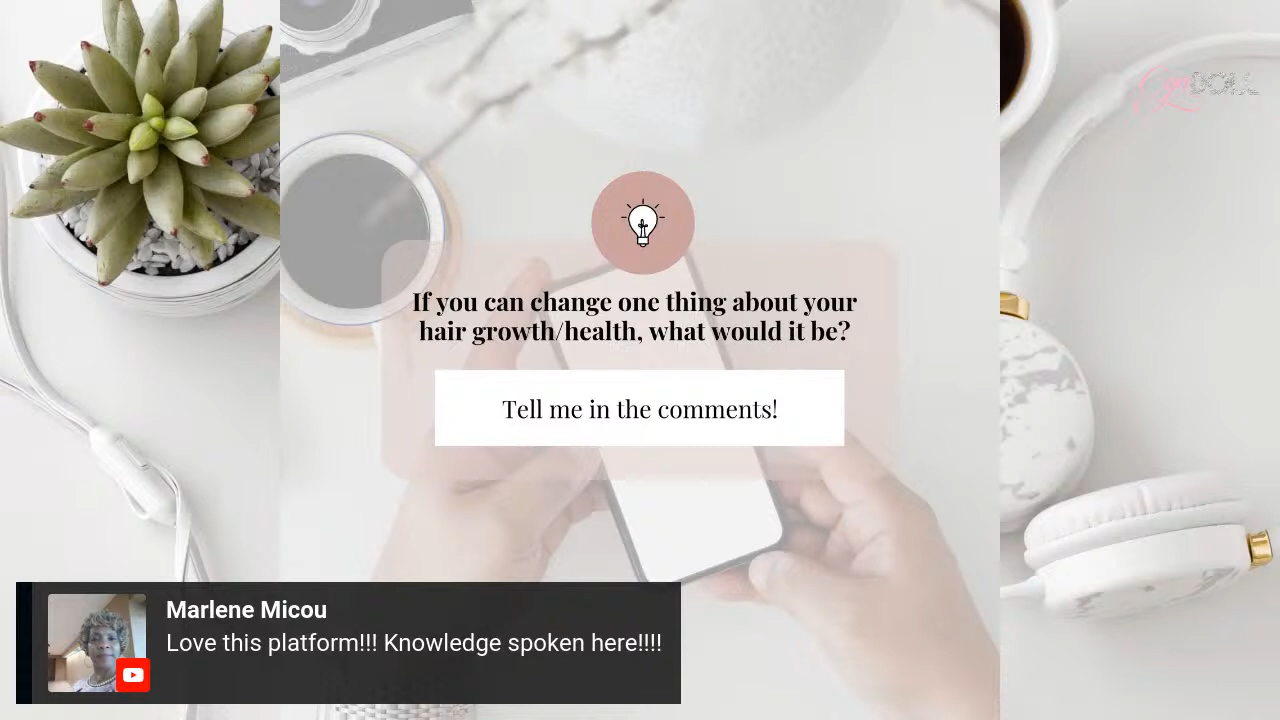 If you can change one thing about your
hair growth/health, what would it be?
Tell me in the comments!
Marlene Micou
Love this platform!!! Knowledge spoken here!!!!